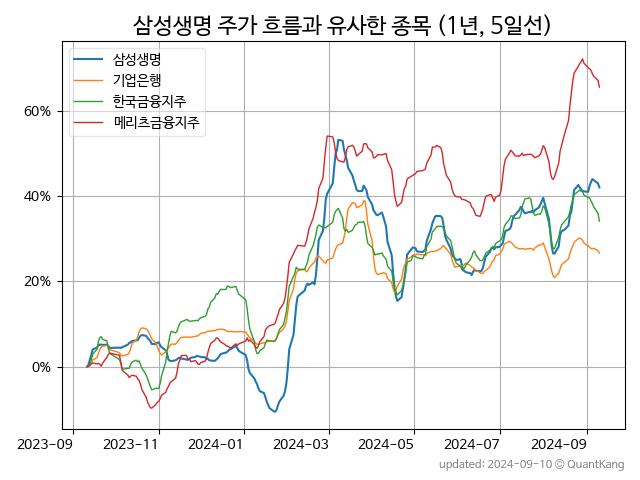 삼성생명 주가 흐름과 유사한 종목 (1년, 5일선)
삼성생명
기업은행
한국금융지주
메리츠금융지주
60%
40%
20%
0%
2023-09 2023-11 2024-01 2024-03 2024-05 2024-07 2024-09
updated: 2024-09-10 © QuantKang